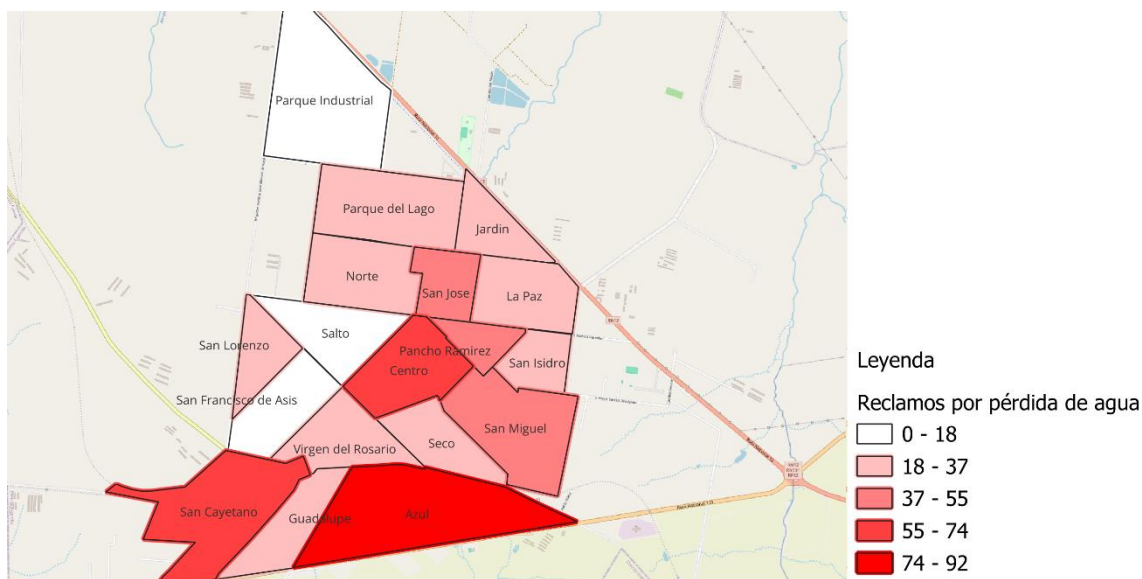 Parque Industrial
Parque del Lago
Jardin
Norte
San Jose
La Paz
Salto
San Lorenzo
Pancho Ramirez
San Isidro
Centro
San Francisco de Asis
San Miguel
Seco
Virgen del Rosario
San Cayetano
Guadalupe
Azul
Leyenda
Reclamos por pérdida de agua
0 - 18
18 - 37
37 - 55
55 - 74
74 - 92